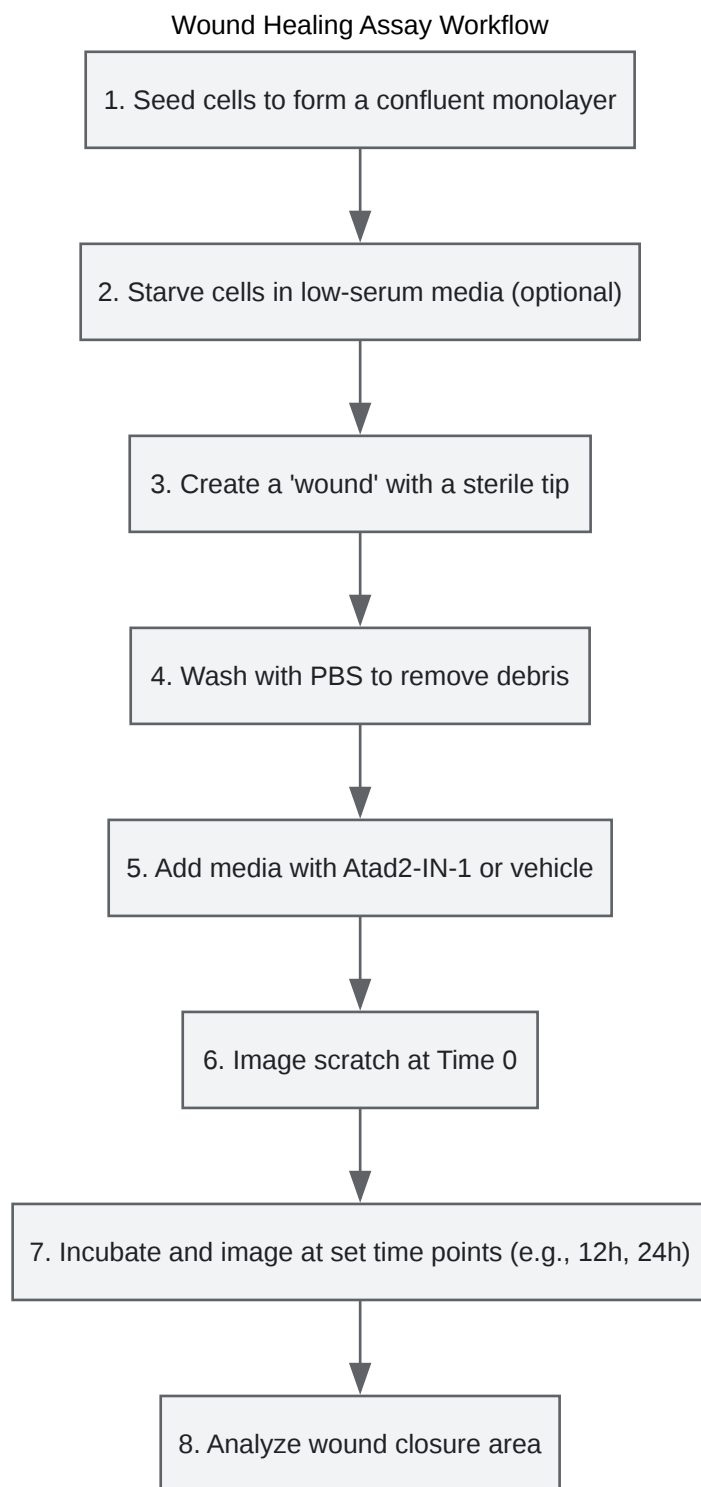 Wound Healing Assay Workflow
1. Seed cells to form a confluent monolayer
2. Starve cells in low-serum media (optional)
3. Create a 'wound' with a sterile tip
4. Wash with PBS to remove debris
5. Add media with Atad2-IN-1 or vehicle
6. Image scratch at Time 0
7. Incubate and image at set time points (e.g., 12h, 24h)
8. Analyze wound closure area